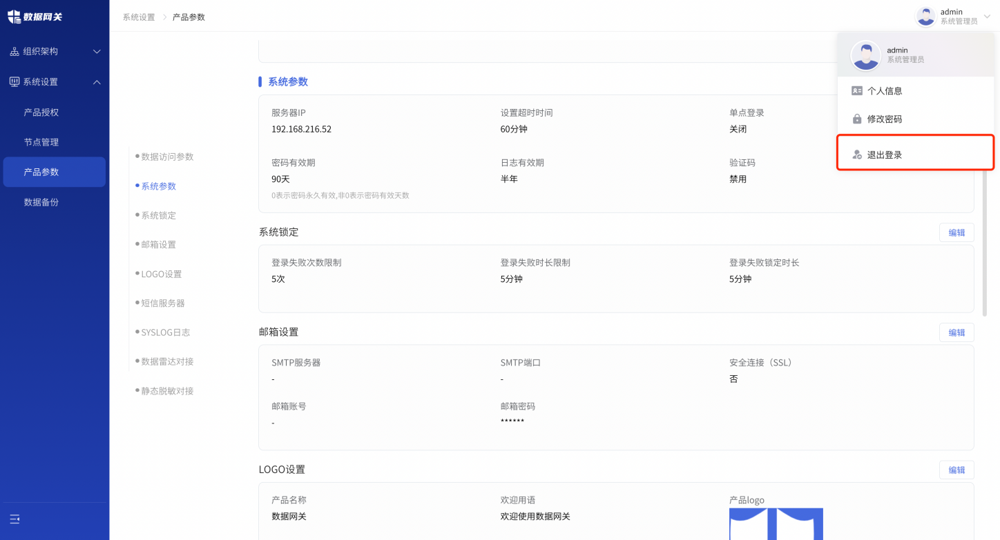 数据网关
组织架构
系统设置
产品授权
节点管理
产品参数
数据备份
系统设置 > 产品参数
admin
系统管理员
admin
系统管理员
个人信息
修改密码
退出登录
数据访问参数
系统参数
系统锁定
邮箱设置
LOGO设置
短信服务器
SYSLOG日志
数据雷达对接
静态脱敏对接
系统参数
服务器IP 设置超时时间 单点登录
192.168.216.52 60分钟 关闭
密码有效期 日志有效期 验证码
90天 半年 禁用
0表示密码永久有效,非0表示密码有效天数
系统锁定 编辑
登录失败次数限制 登录失败时长限制 登录失败锁定时长
5次 5分钟 5分钟
邮箱设置 编辑
SMTP服务器 SMTP端口 安全连接（SSL）
- - 否
邮箱账号 邮箱密码
- ******
LOGO设置 编辑
产品名称 欢迎用语 产品logo
数据网关 欢迎使用数据网关